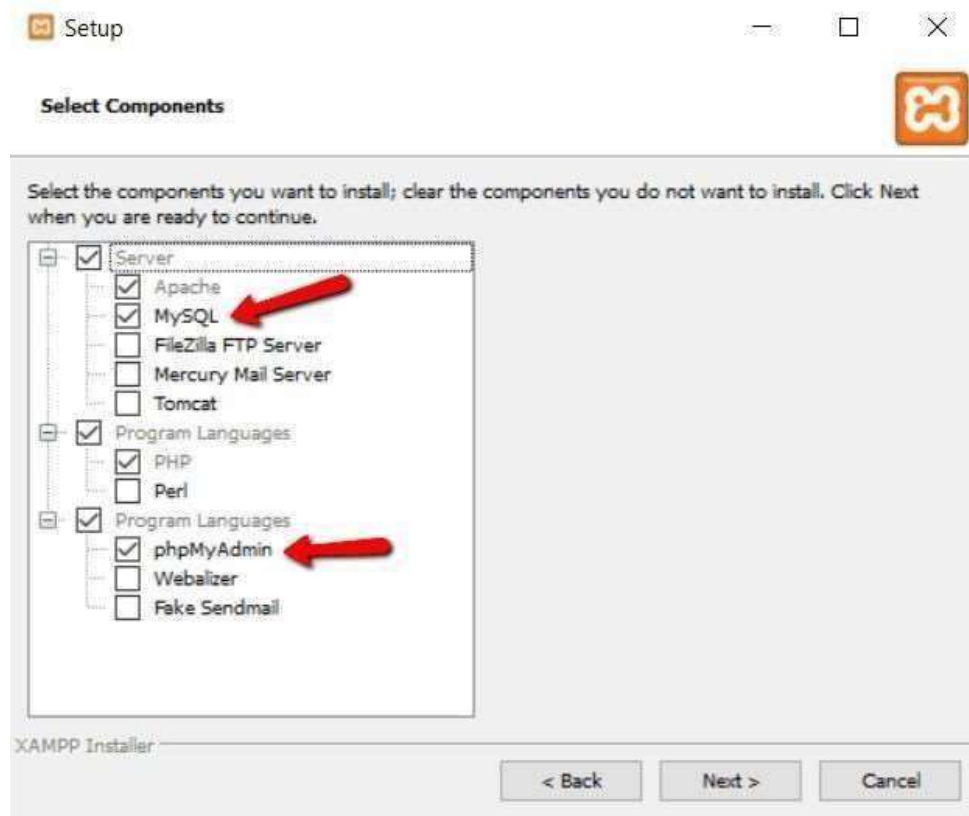 Setup
Select Components
Select the components you want to install; clear the components you do not want to install. Click Next
when you are ready to continue.
Server
Apache
MySQL
FileZilla FTP Server
Mercury Mail Server
Tomcat
Program Languages
PHP
Perl
Program Languages
phpMyAdmin
Webalizer
Fake Sendmail
XAMPP Installer
< Back Next > Cancel